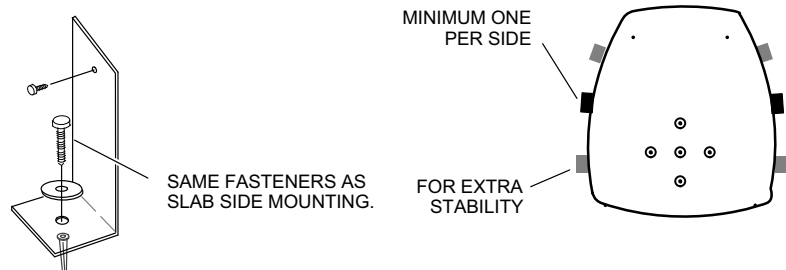 SAME FASTENERS AS
SLAB SIDE MOUNTING.
MINIMUM ONE
PER SIDE
FOR EXTRA
STABILITY